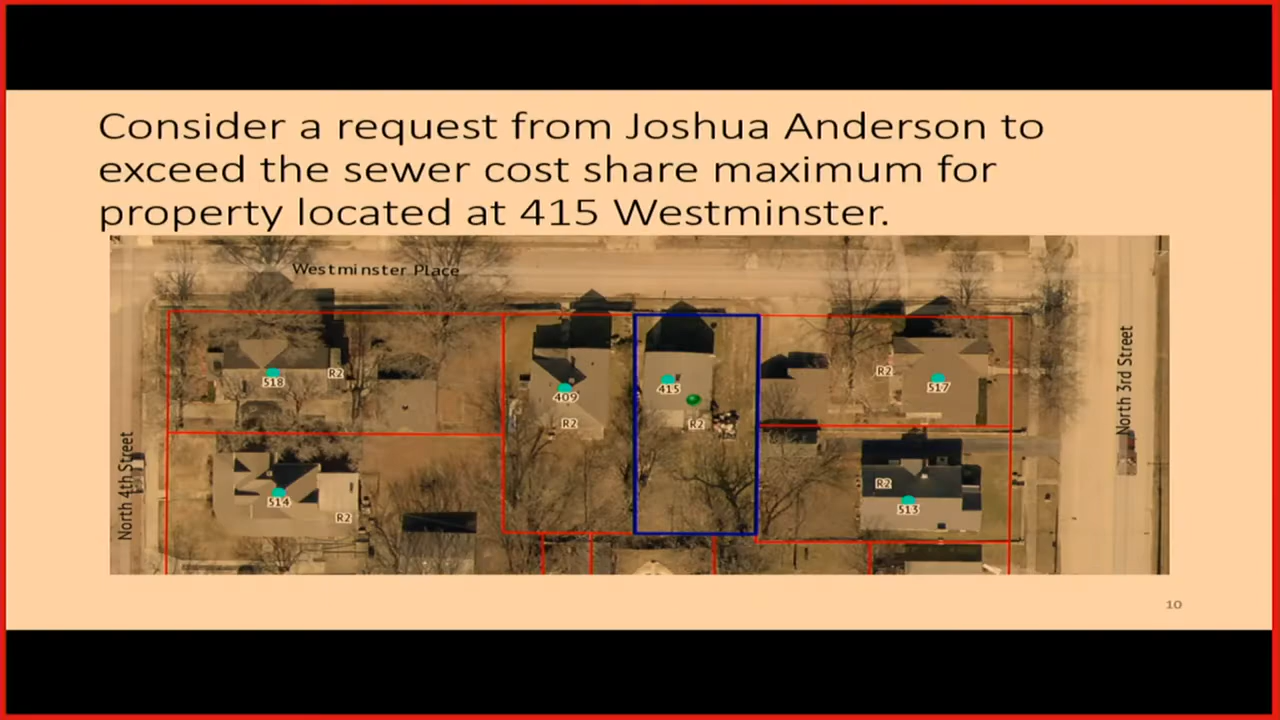 Consider a request from Joshua Anderson to
exceed the sewer cost share maximum for
property located at 415 Westminster.
Westminster Place
518
R2
409
R2
415
R2
R2
517
North 3rd Street
North 4th Street
514
R2
R2
513
10